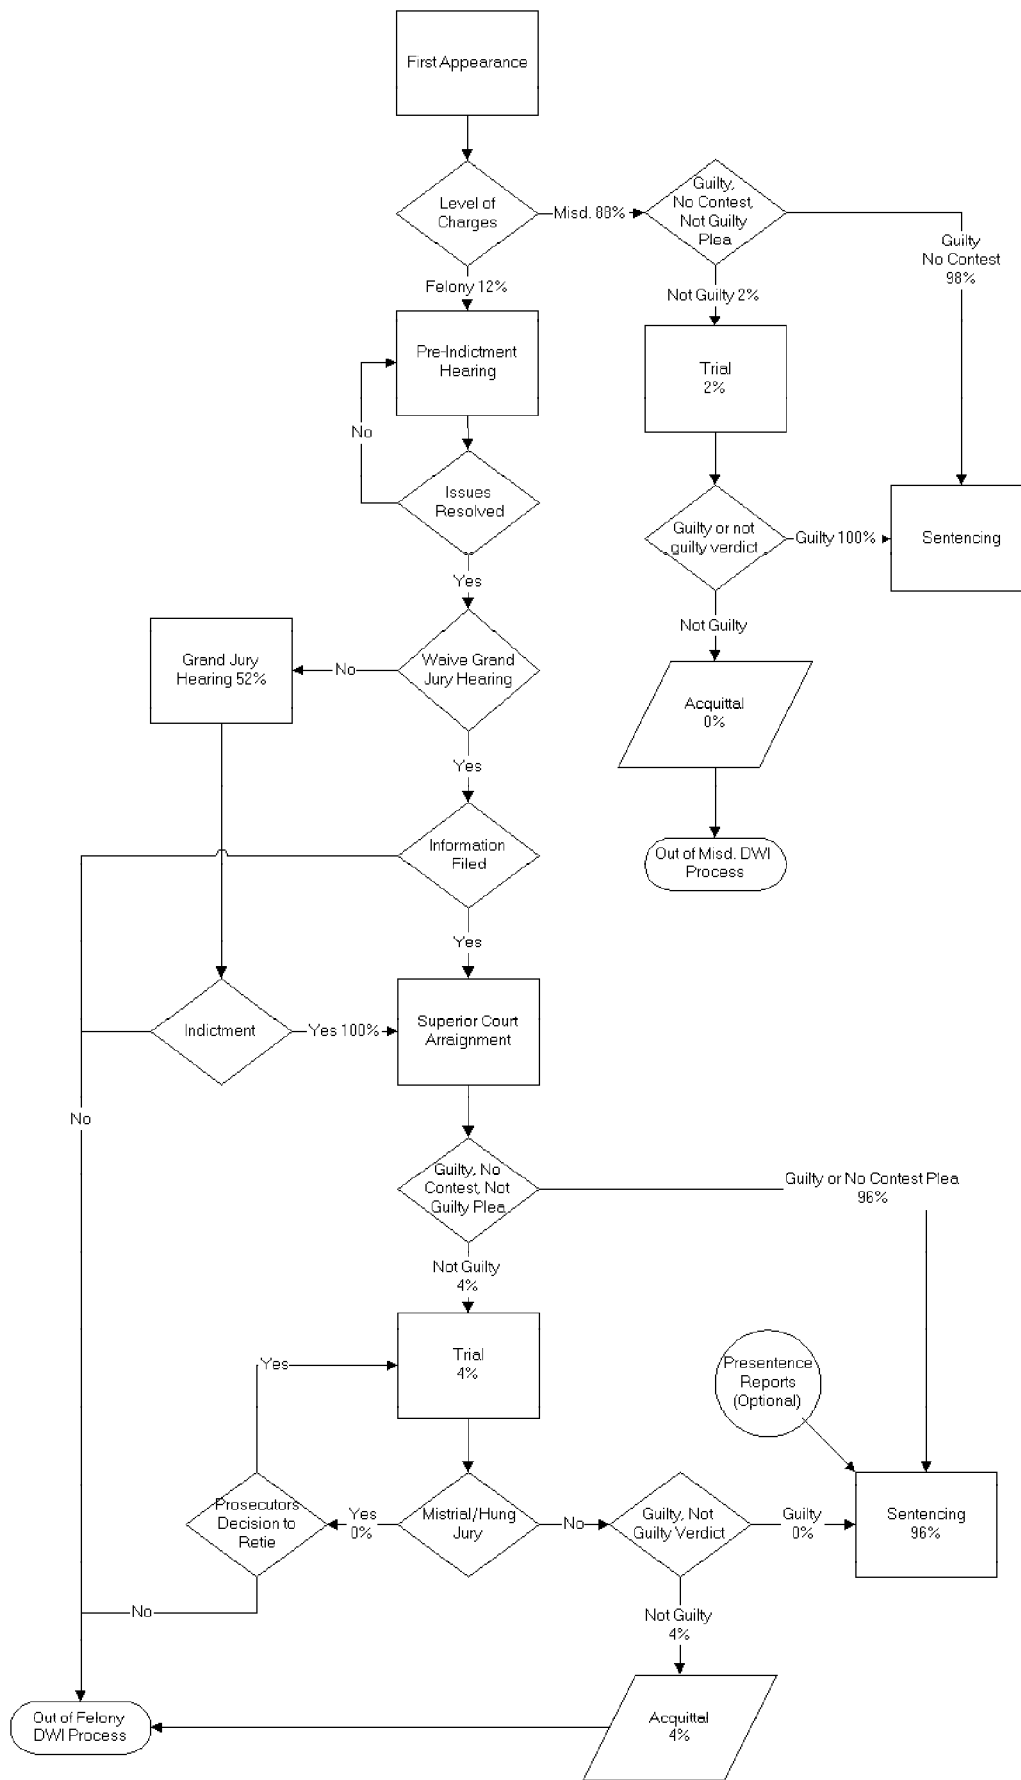 First Appearance
Level of
Charges
Misd. 88%
Guilty,
No Contest,
Not Guilty
Plea
Guilty
No Contest
98%
Felony 12%
Not Guilty 2%
Pre-Indictment
Hearing
Trial
2%
No
Issues
Resolved
Guilty or not
guilty verdict
Guilty 100%
Sentencing
Yes
Not Guilty
Grand Jury
Hearing 52%
No
Waive Grand
Jury Hearing
Acquittal
0%
Yes
Information
Filed
Out of Misd. DWI
Process
Yes
Indictment
Yes 100%
Superior Court
Arraignment
No
Guilty, No
Contest, Not
Guilty Plea
Guilty or No Contest Plea
96%
Not Guilty
4%
Yes
Trial
4%
Presentence
Reports
(Optional)
Prosecutors
Decision to
Retie
Yes
0%
Mistrial/Hung
Jury
No
Guilty, Not
Guilty Verdict
Guilty
0%
Sentencing
96%
No
Not Guilty
4%
Out of Felony
DWI Process
Acquittal
4%